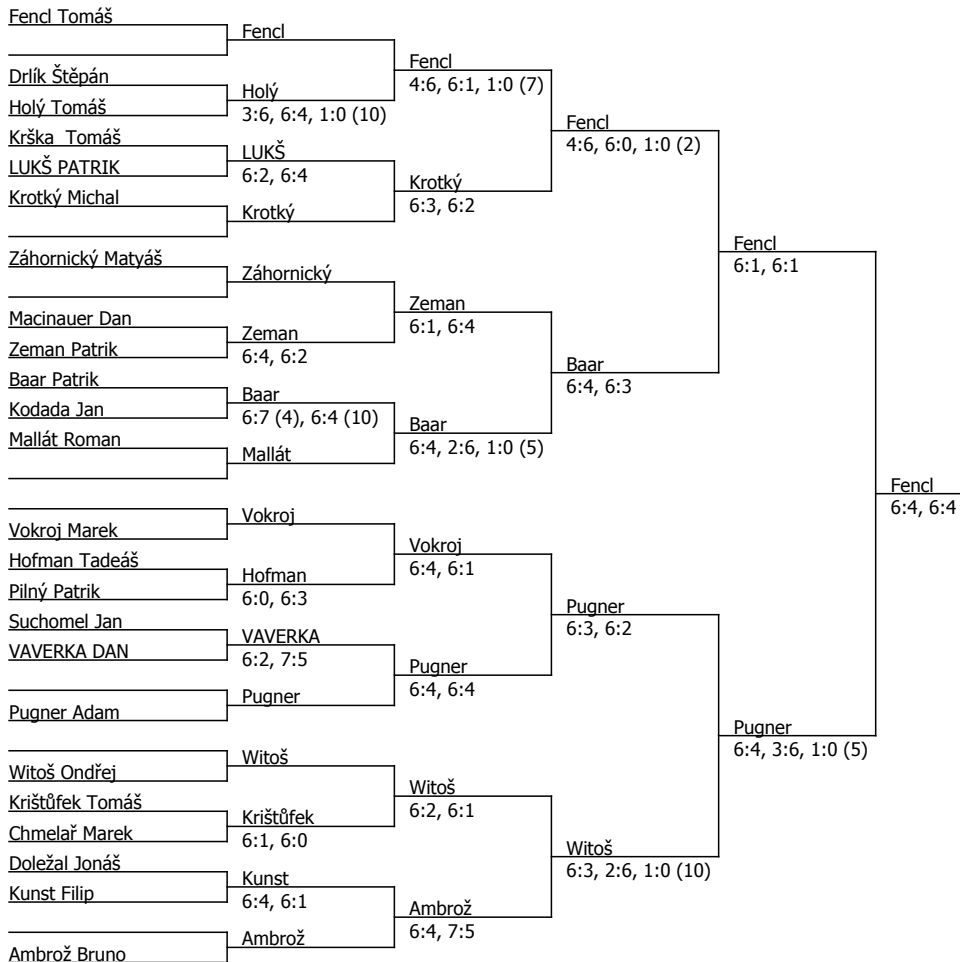 Fencl Tomáš
Fencl
Fencl
4:6, 6:1, 1:0 (7)
Drlík Štěpán
Holý Tomáš
Holý
3:6, 6:4, 1:0 (10)
Fencl
4:6, 6:0, 1:0 (2)
Krška  Tomáš
LUKŠ PATRIK
LUKŠ
6:2, 6:4
Krotký
6:3, 6:2
Krotký Michal
Krotký
Fencl
6:1, 6:1
Záhornický Matyáš
Záhornický
Zeman
6:1, 6:4
Macinauer Dan
Zeman Patrik
Zeman
6:4, 6:2
Baar
6:4, 6:3
Baar Patrik
Kodada Jan
Baar
6:7 (4), 6:4 (10)
Baar
6:4, 2:6, 1:0 (5)
Mallát Roman
Mallát
Fencl
6:4, 6:4
Vokroj Marek
Vokroj
Vokroj
6:4, 6:1
Hofman Tadeáš
Pilný Patrik
Hofman
6:0, 6:3
Pugner
6:3, 6:2
Suchomel Jan
VAVERKA DAN
VAVERKA
6:2, 7:5
Pugner
6:4, 6:4
Pugner Adam
Pugner
Pugner
6:4, 3:6, 1:0 (5)
Witoš Ondřej
Witoš
Witoš
6:2, 6:1
Krištůfek Tomáš
Chmelař Marek
Krištůfek
6:1, 6:0
Witoš
6:3, 2:6, 1:0 (10)
Doležal Jonáš
Kunst Filip
Kunst
6:4, 6:1
Ambrož
6:4, 7:5
Ambrož Bruno
Ambrož